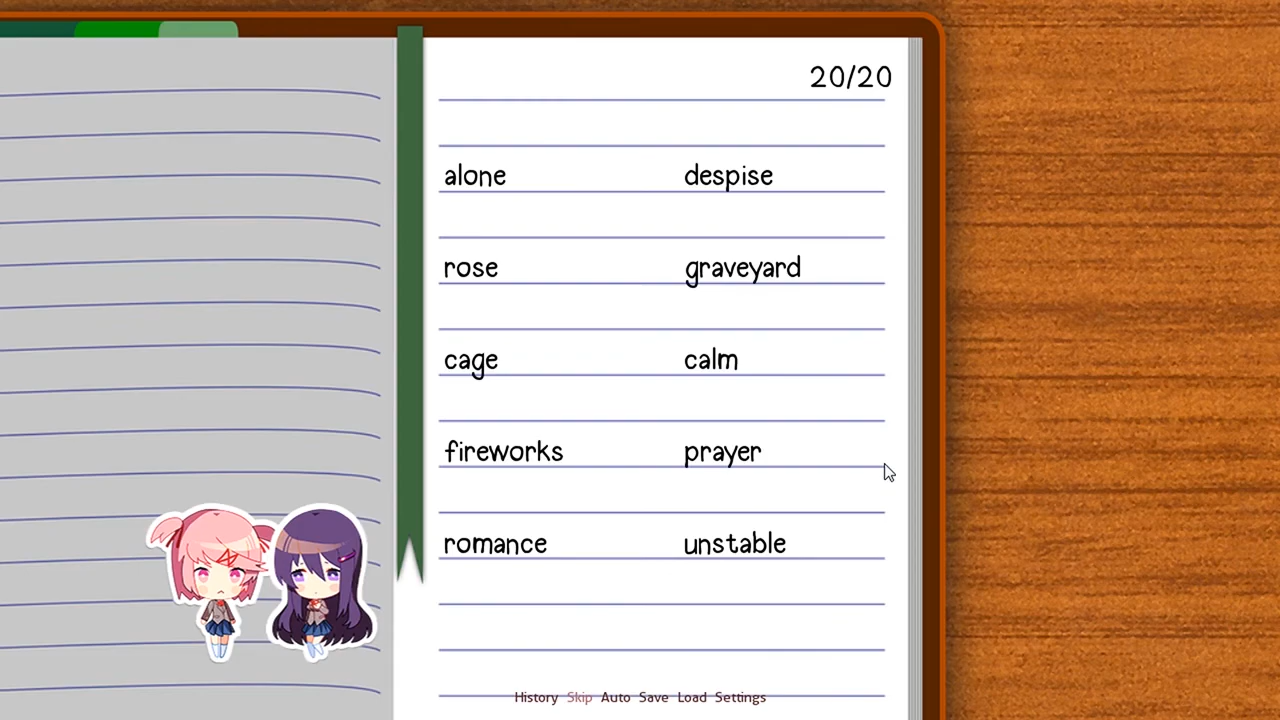 20/20
alone despise
rose graveyard
cage calm
fireworks prayer
romance unstable
History Skip Auto Save Load Settings